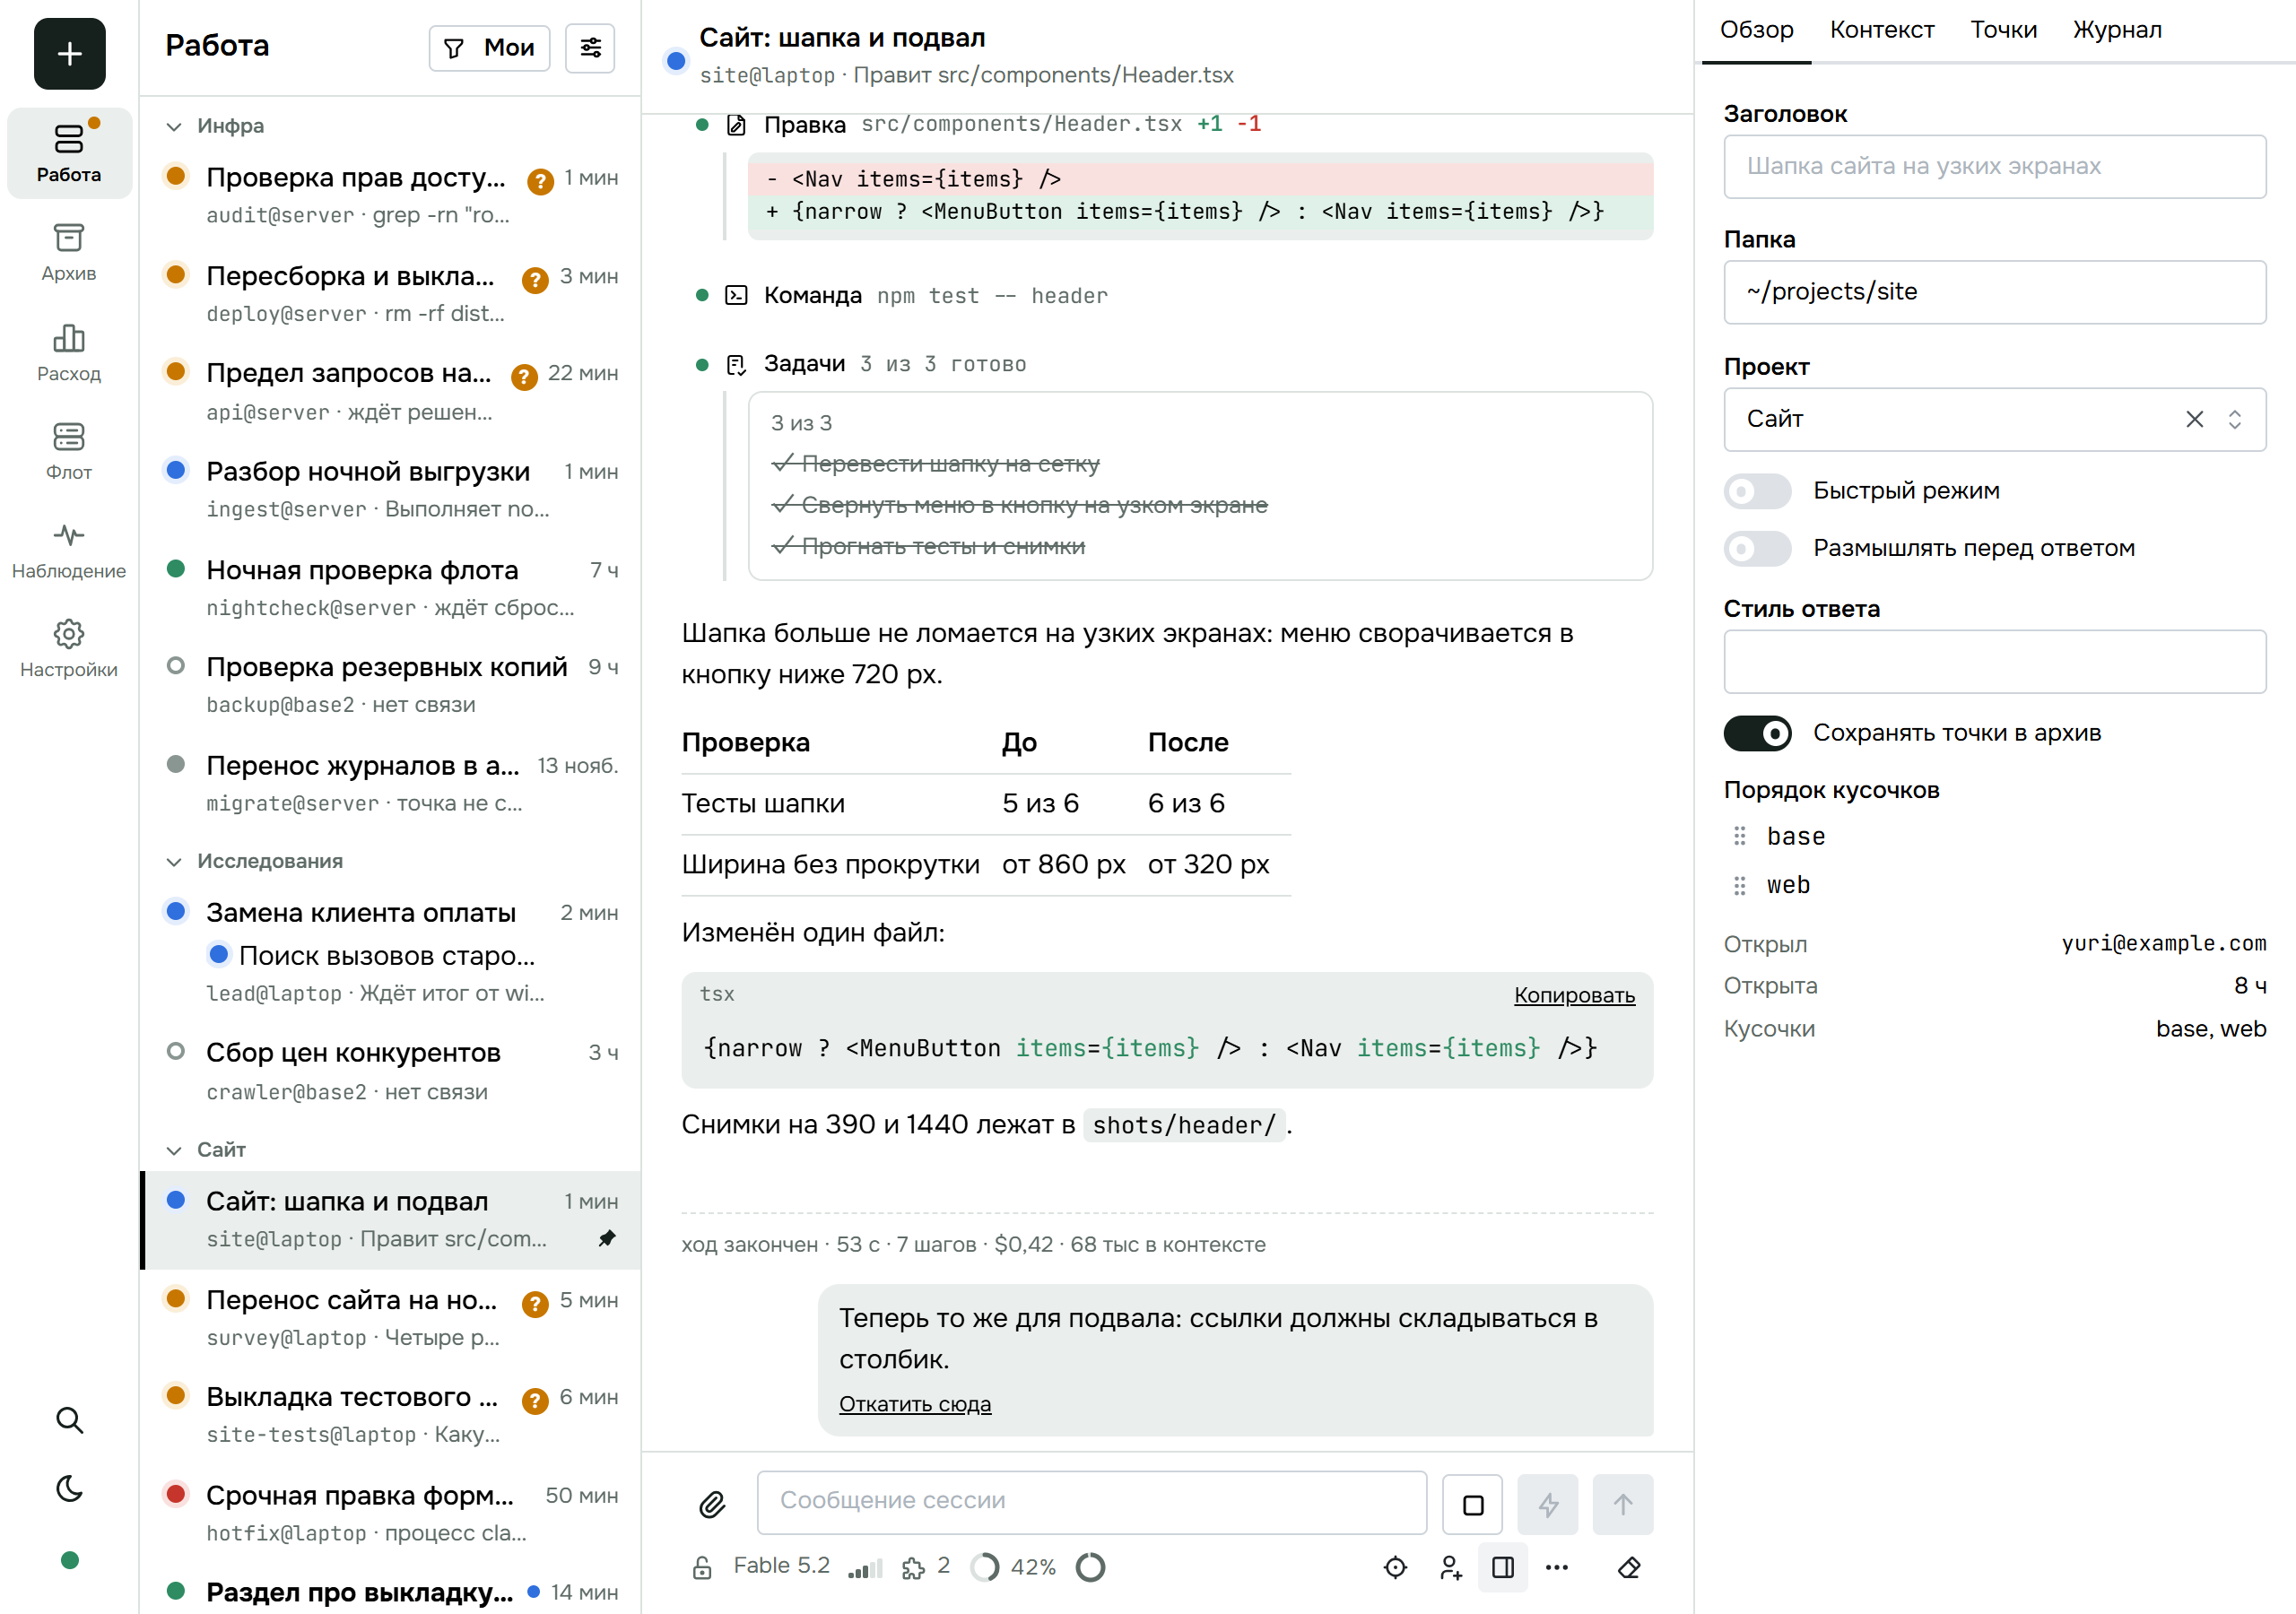 Работа
Архив
Расход
Флот
Наблюдение
Настройки
Работа
Мои
Инфра
Проверка прав досту... ? 1 мин
audit@server · grep -rn "ro...
Пересборка и выкла... ? 3 мин
deploy@server · rm -rf dist...
Предел запросов на... ? 22 мин
api@server · ждёт решен...
Разбор ночной выгрузки 1 мин
ingest@server · Выполняет по...
Ночная проверка флота 7 ч
nightcheck@server · ждёт сброс...
Проверка резервных копий 9 ч
backup@base2 · нет связи
Перенос журналов в а... 13 нояб.
migrate@server · точка не с...
Исследования
Замена клиента оплаты 2 мин
Поиск вызовов старо...
lead@laptop · Ждёт итог от wi...
Сбор цен конкурентов 3 ч
crawler@base2 · нет связи
Сайт
Сайт: шапка и подвал 1 мин
site@laptop · Правит src/com...
Перенос сайта на но... ? 5 мин
survey@laptop · Четыре р...
Выкладка тестового ... ? 6 мин
site-tests@laptop · Каку...
Срочная правка форм... 50 мин
hotfix@laptop · процесс cla...
Раздел про выкладку... 14 мин
Сайт: шапка и подвал
site@laptop · Правит src/components/Header.tsx
Правка src/components/Header.tsx +1 -1
- <Nav items={items} />
+ {narrow ? <MenuButton items={items} /> : <Nav items={items} />}
Команда npm test -- header
Задачи 3 из 3 готово
3 из 3
✓ Перевести шапку на сетку
✓ Свернуть меню в кнопку на узком экране
✓ Прогнать тесты и снимки
Шапка больше не ломается на узких экранах: меню сворачивается в
кнопку ниже 720 px.
Проверка До После
Тесты шапки 5 из 6 6 из 6
Ширина без прокрутки от 860 px от 320 px
Изменён один файл:
tsx Копировать
{narrow ? <MenuButton items={items} /> : <Nav items={items} />}
Снимки на 390 и 1440 лежат в shots/header/.
ход закончен · 53 с · 7 шагов · $0,42 · 68 тыс в контексте
Теперь то же для подвала: ссылки должны складываться в
столбик.
Откатить сюда
Сообщение сессии
Fable 5.2 2 42%
Обзор Контекст Точки Журнал
Заголовок
Шапка сайта на узких экранах
Папка
~/projects/site
Проект
Сайт
Быстрый режим
Размышлять перед ответом
Стиль ответа
Сохранять точки в архив
Порядок кусочков
base
web
Открыл yuri@example.com
Открыта 8 ч
Кусочки base, web